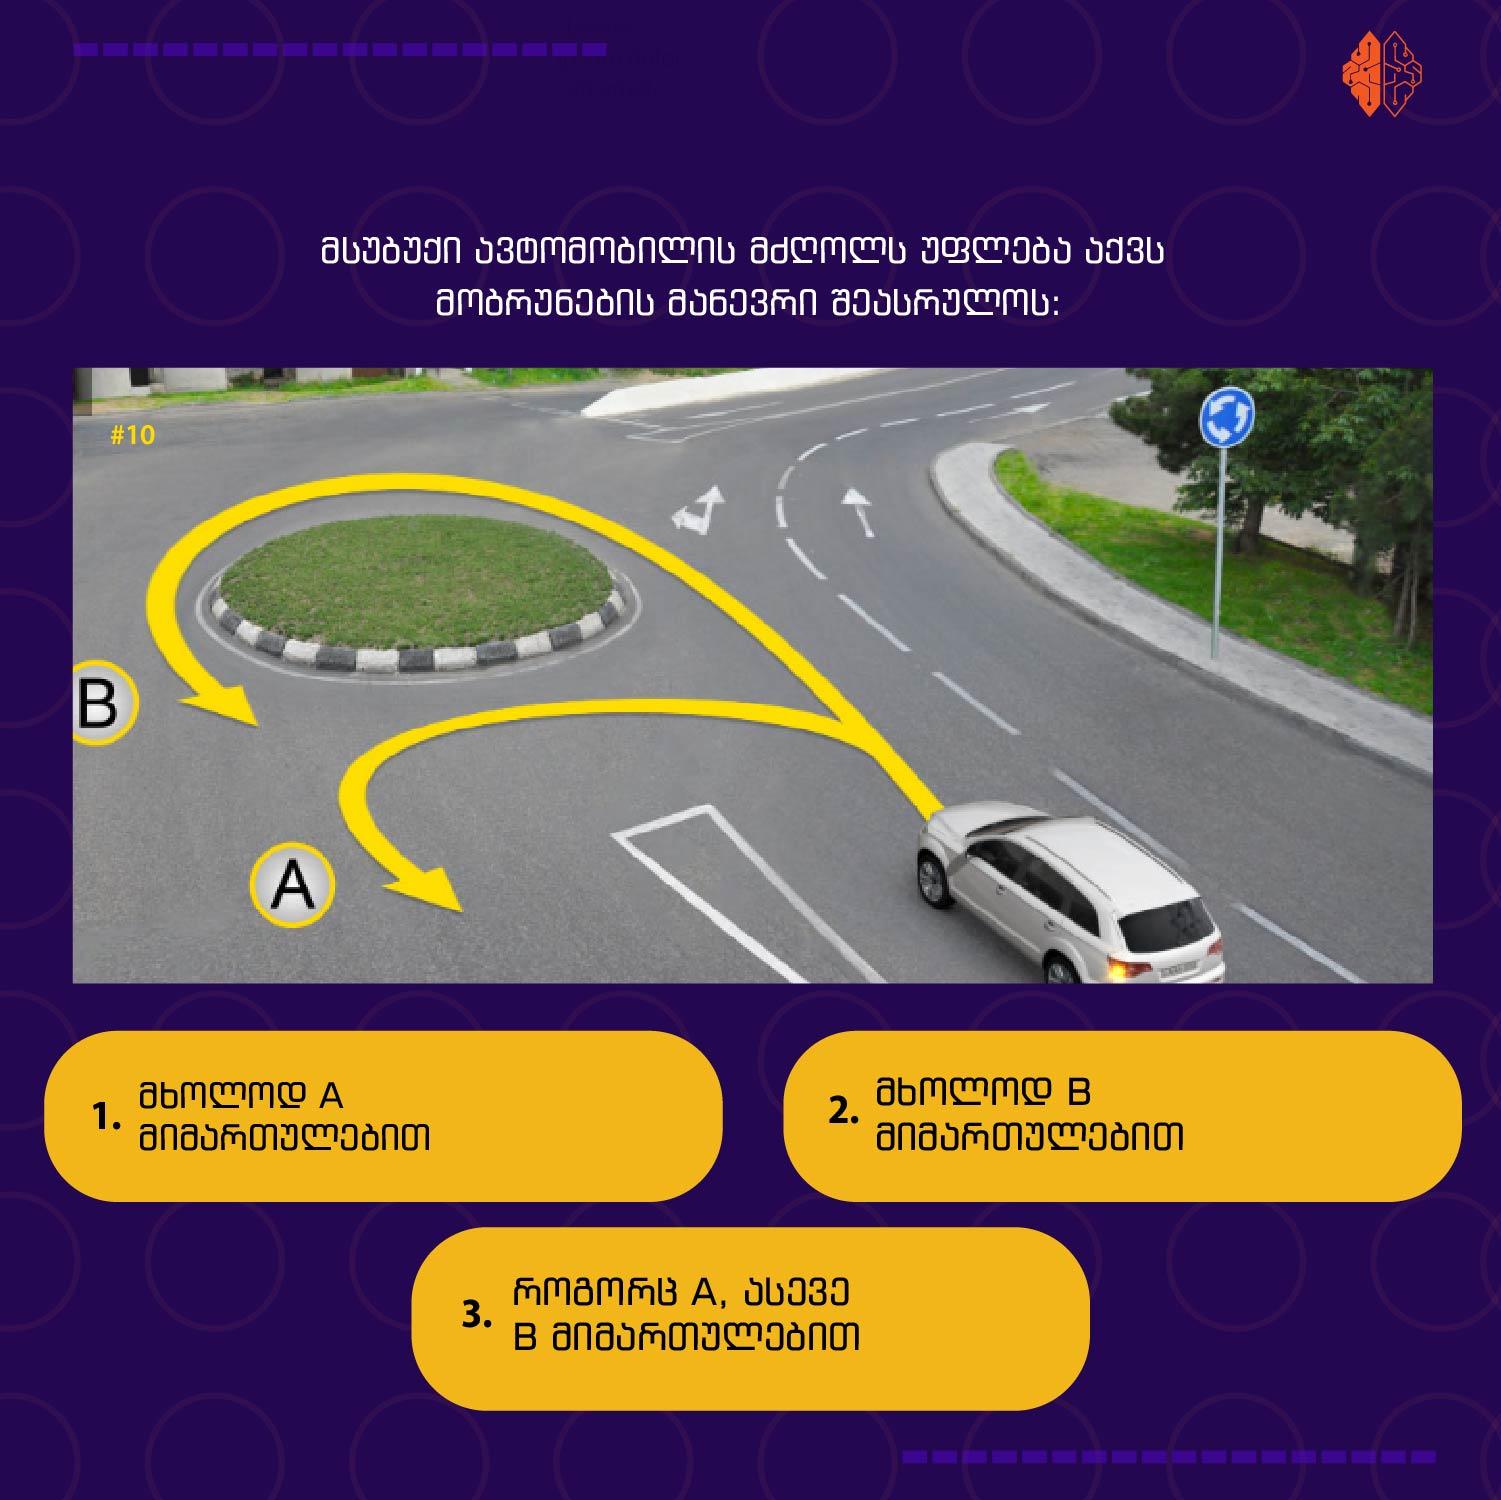 მსუბუქი ავტომობილის მძღოლს უფლება აქვს
მობრუნების მანევრი შეასრულოს:
#10
B
A
1. მხოლოდ A
მიმართულებით
2. მხოლოდ B
მიმართულებით
3. როგორც A, ასევე
B მიმართულებით